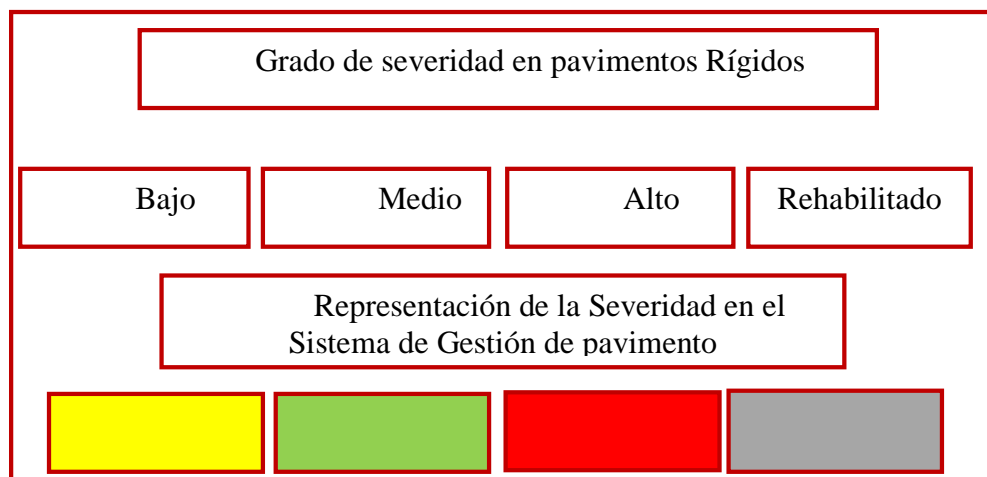 Grado de severidad en pavimentos Rígidos
Bajo
Medio
Alto
Rehabilitado
Representación de la Severidad en el
Sistema de Gestión de pavimento